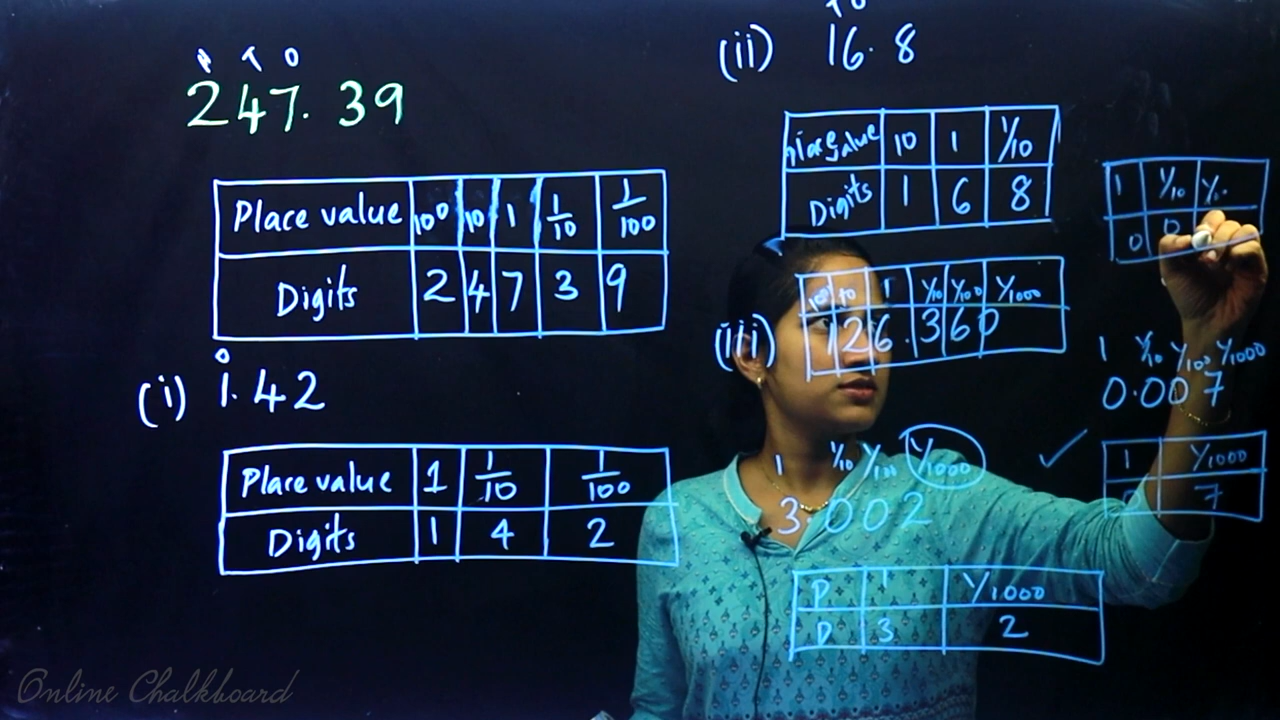 H T O
247.39
Place value 100 10 1 1/10 1/100
Digits 2 4 7 3 9
O
(i) 1.42
Place value 1 1/10 1/100
Digits 1 4 2
T O
(ii) 16.8
Place value 10 1 1/10
Digits 1 6 8
(iii)
100 10 1 1/10 1/100 1/1000
126.360
1 1/10 1/100 1/1000
3.002
P 1 1/1000
D 3 2
1 1/10
0 0
1 1/10 1/100 1/1000
0.007
1 1/1000
7
Online Chalkboard